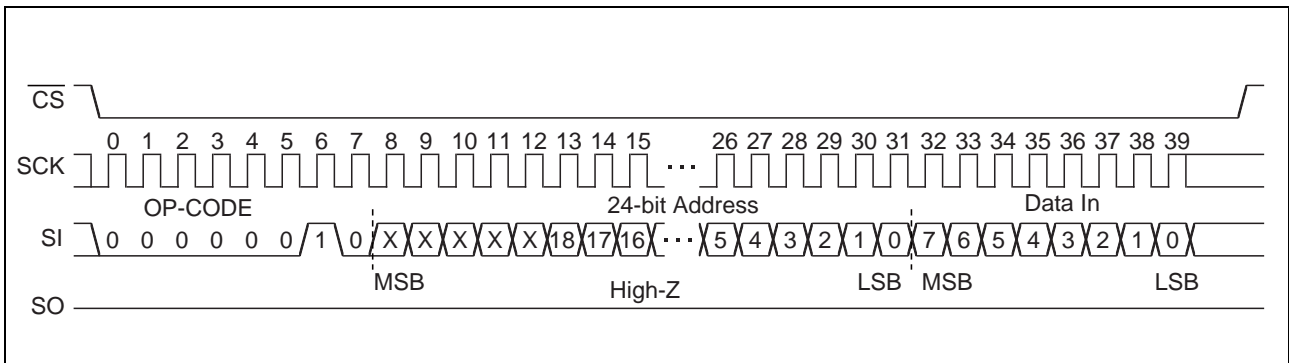 CS
0 1 2 3 4 5 6 7 8 9 10 11 12 13 14 15 26 27 28 29 30 31 32 33 34 35 36 37 38 39
SCK ···
OP-CODE 24-bit Address Data In
SI 0 0 0 0 0 0 1 0 X X X X X 18 17 16 ··· 5 4 3 2 1 0 7 6 5 4 3 2 1 0
MSB High-Z LSB MSB LSB
SO